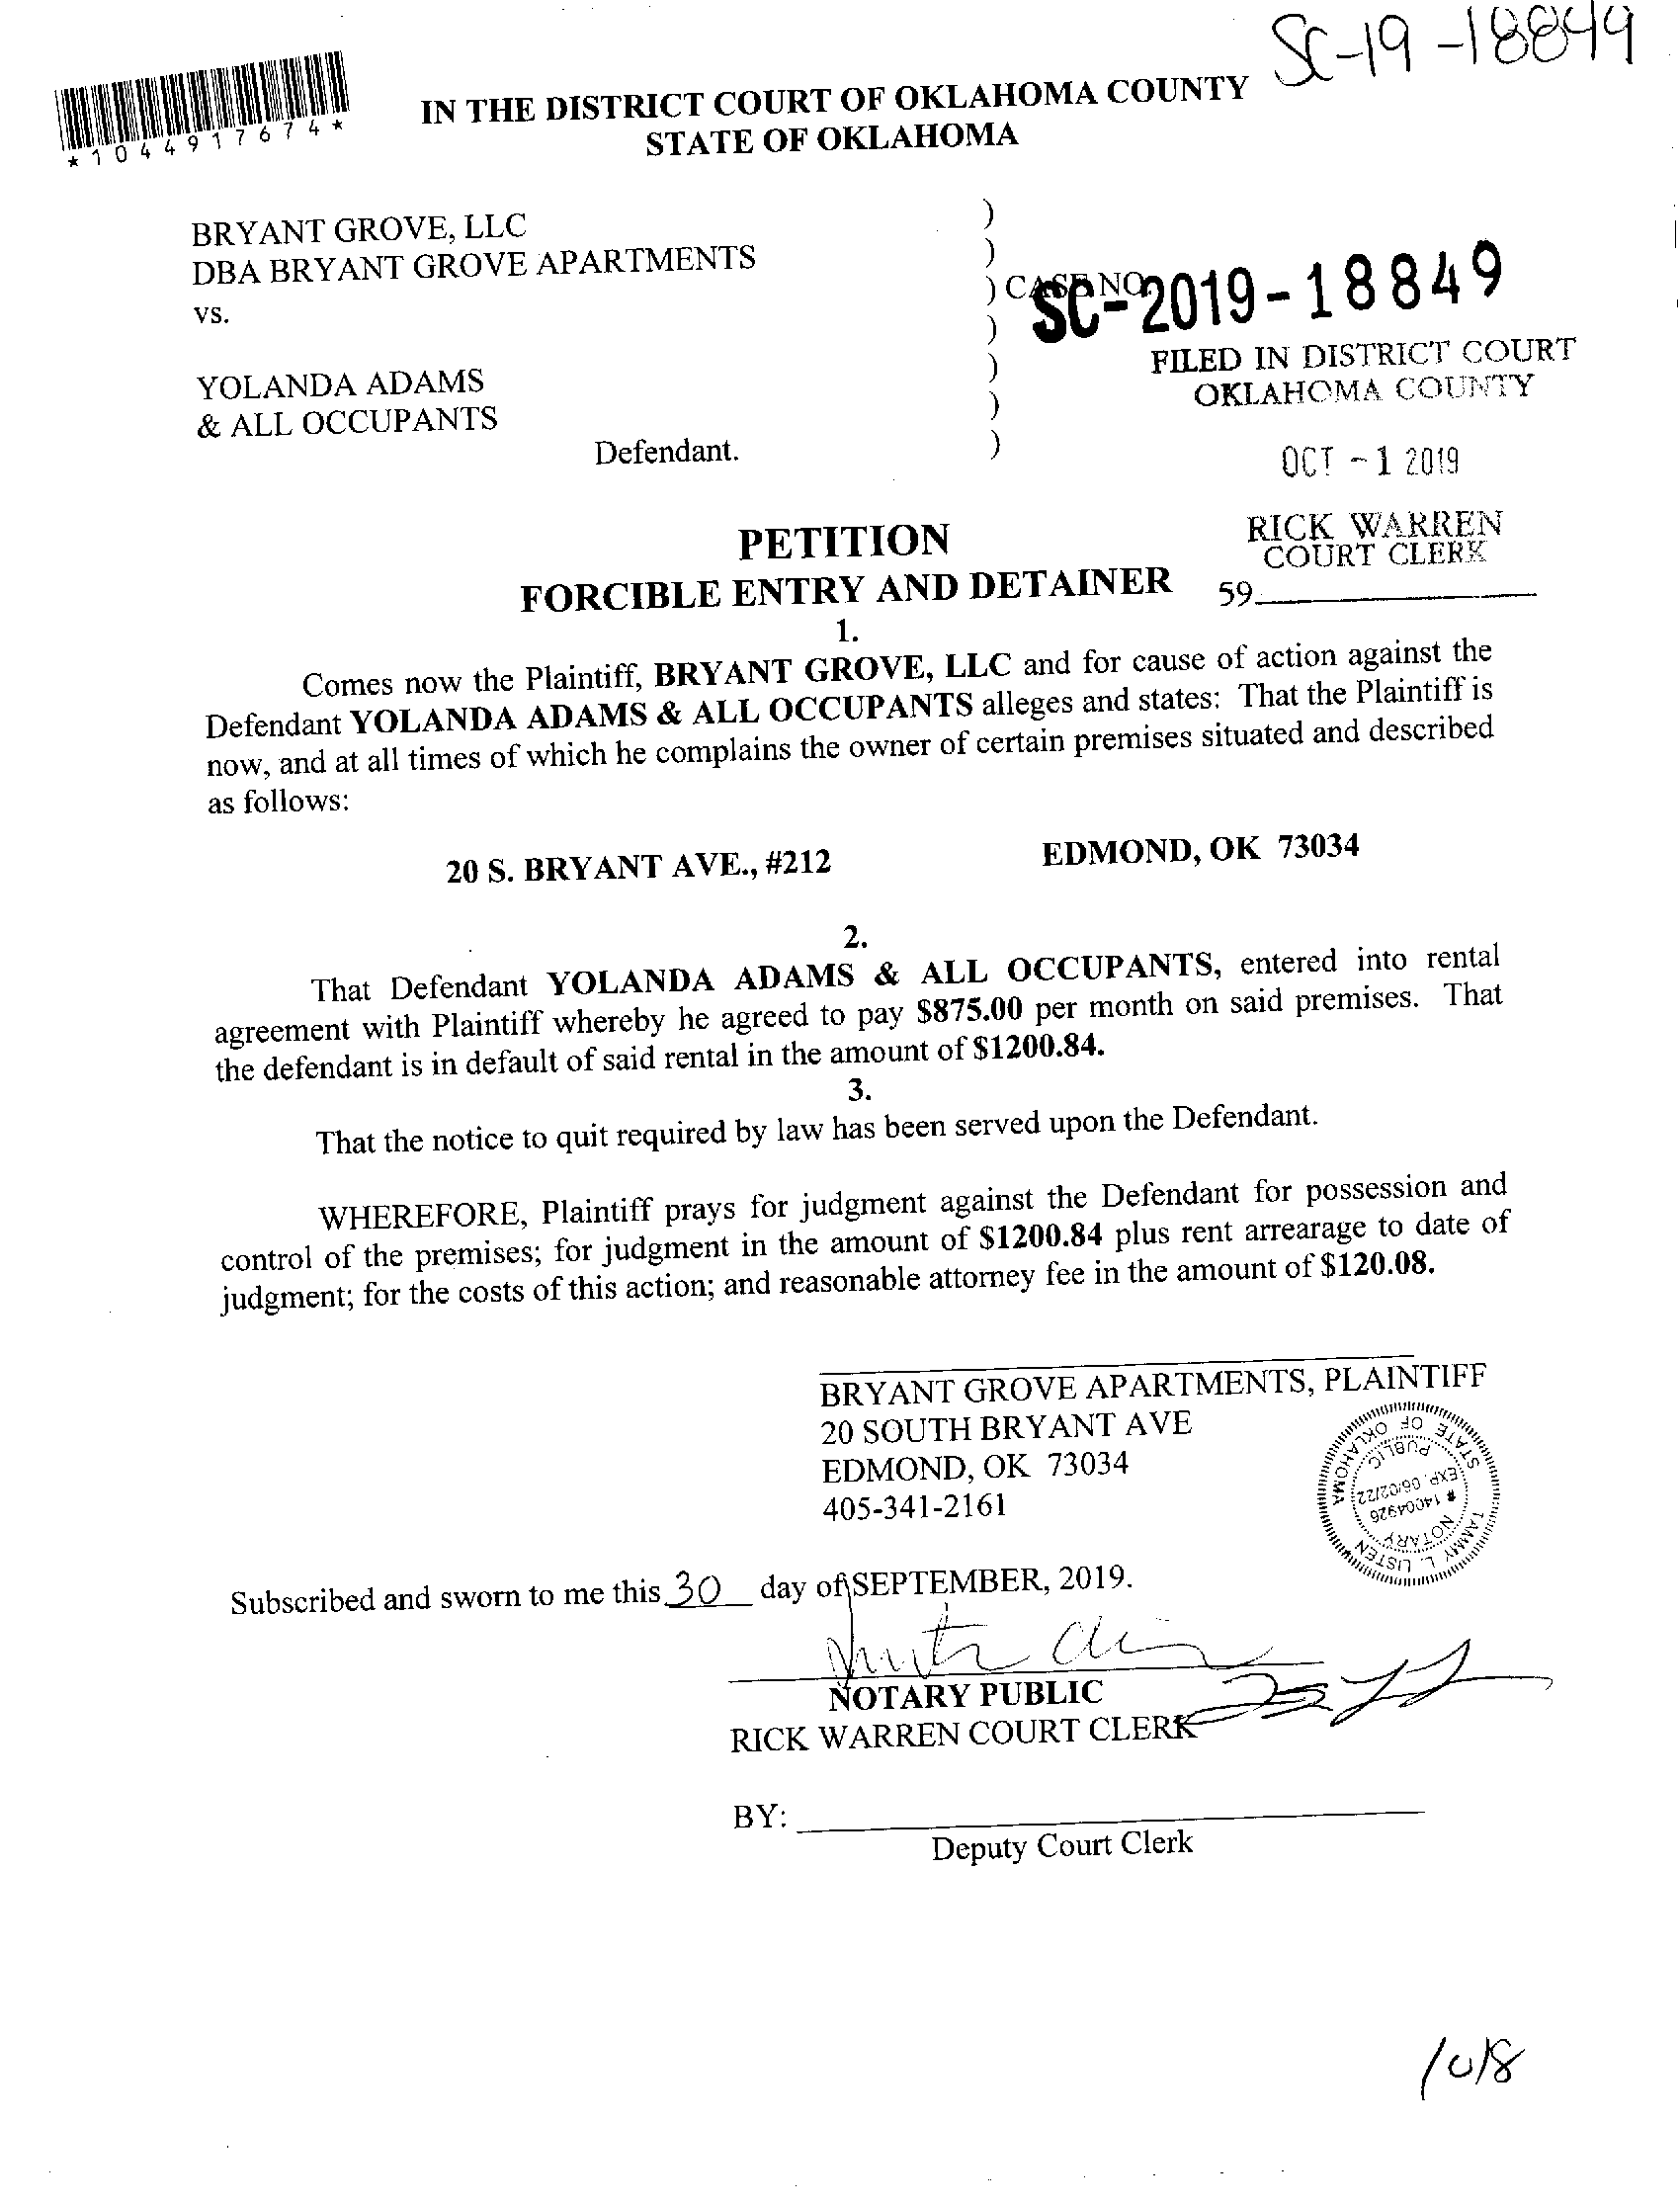 SC-19-18849
*1044917674*
IN THE DISTRICT COURT OF OKLAHOMA COUNTY
STATE OF OKLAHOMA
BRYANT GROVE, LLC )
DBA BRYANT GROVE APARTMENTS )
vs. ) CASE NO. SC-2019-18849
)
YOLANDA ADAMS )
& ALL OCCUPANTS )
Defendant. )
FILED IN DISTRICT COURT
OKLAHOMA COUNTY
OCT -1 2019
RICK WARREN
COURT CLERK
59
PETITION
FORCIBLE ENTRY AND DETAINER
1.
Comes now the Plaintiff, BRYANT GROVE, LLC and for cause of action against the
Defendant YOLANDA ADAMS & ALL OCCUPANTS alleges and states: That the Plaintiff is
now, and at all times of which he complains the owner of certain premises situated and described
as follows:
20 S. BRYANT AVE., #212 EDMOND, OK 73034
2.
That Defendant YOLANDA ADAMS & ALL OCCUPANTS, entered into rental
agreement with Plaintiff whereby he agreed to pay $875.00 per month on said premises. That
the defendant is in default of said rental in the amount of $1200.84.
3.
That the notice to quit required by law has been served upon the Defendant.
WHEREFORE, Plaintiff prays for judgment against the Defendant for possession and
control of the premises; for judgment in the amount of $1200.84 plus rent arrearage to date of
judgment; for the costs of this action; and reasonable attorney fee in the amount of $120.08.
BRYANT GROVE APARTMENTS, PLAINTIFF
20 SOUTH BRYANT AVE
EDMOND, OK 73034
405-341-2161
TAMMY L. LISTEN
NOTARY
# 14004926
EXP. 06/02/22
PUBLIC
STATE OF OKLAHOMA
Subscribed and sworn to me this 30 day of SEPTEMBER, 2019.
NOTARY PUBLIC
RICK WARREN COURT CLERK
BY:
Deputy Court Clerk